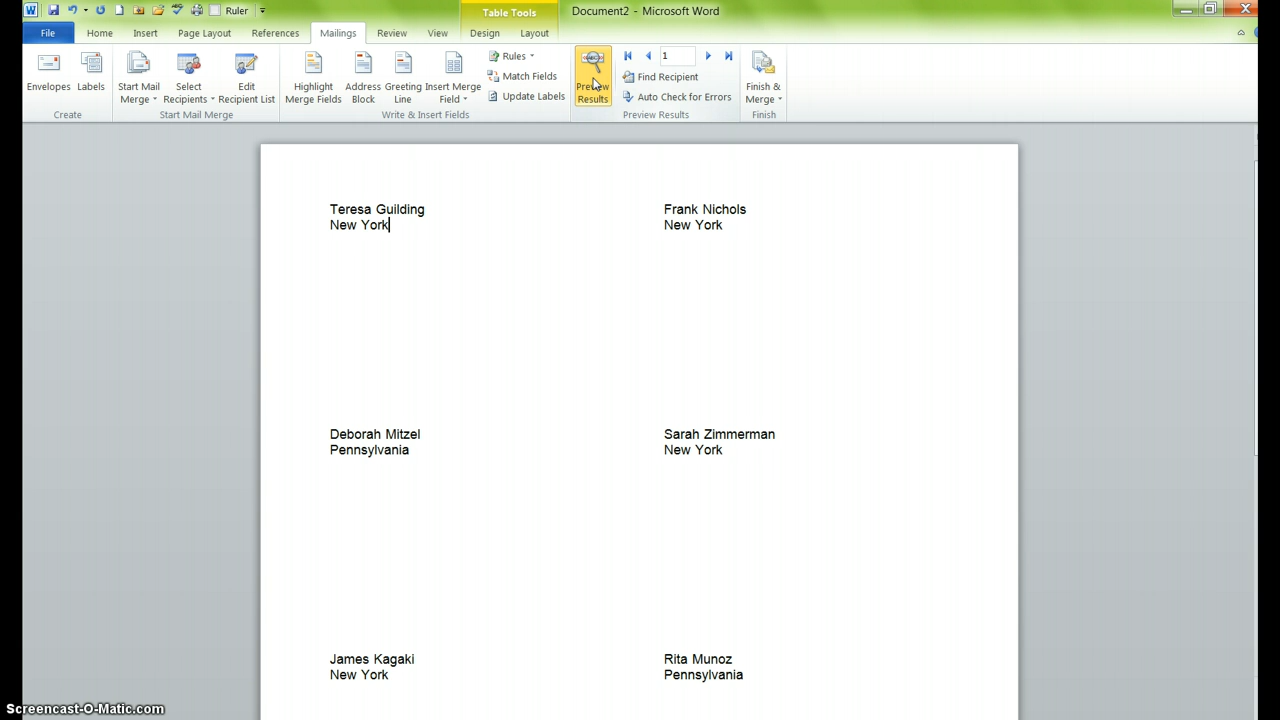 W Ruler
Table Tools
Document2 - Microsoft Word
File Home Insert Page Layout References Mailings Review View Design Layout
Envelopes
Labels
Start Mail Merge
Select Recipients
Edit Recipient List
Highlight Merge Fields
Address Block
Greeting Line
Insert Merge Field
Rules
Match Fields
Update Labels
ABC
Preview Results
1
Find Recipient
Auto Check for Errors
Finish & Merge
Create
Start Mail Merge
Write & Insert Fields
Preview Results
Finish
Teresa Guilding
New York
Frank Nichols
New York
Deborah Mitzel
Pennsylvania
Sarah Zimmerman
New York
James Kagaki
New York
Rita Munoz
Pennsylvania
Screencast-O-Matic.com